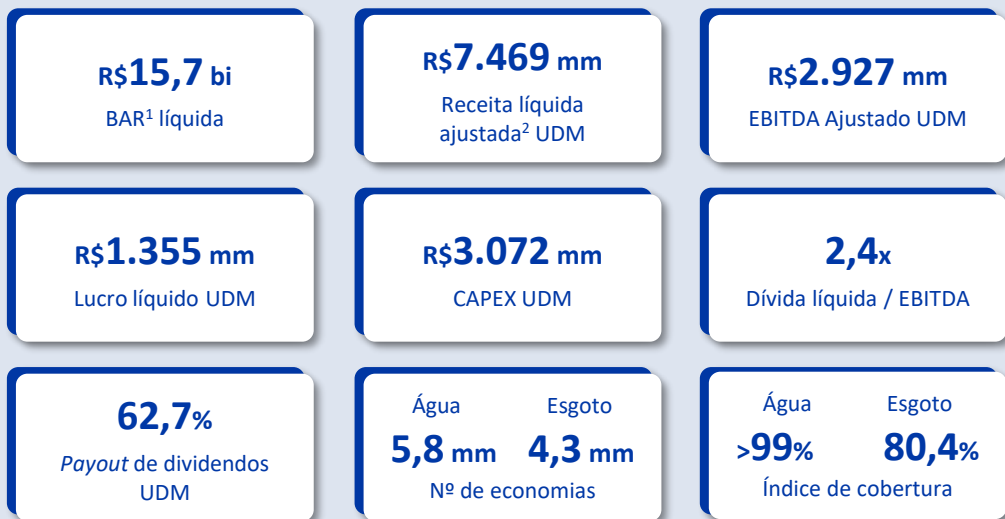 R$15,7 bi
BAR¹ líquida
R$7.469 mm
Receita líquida
ajustada² UDM
R$2.927 mm
EBITDA Ajustado UDM
R$1.355 mm
Lucro líquido UDM
R$3.072 mm
CAPEX UDM
2,4x
Dívida líquida / EBITDA
62,7%
Payout de dividendos
UDM
Água Esgoto
5,8 mm 4,3 mm
Nº de economias
Água Esgoto
>99% 80,4%
Índice de cobertura